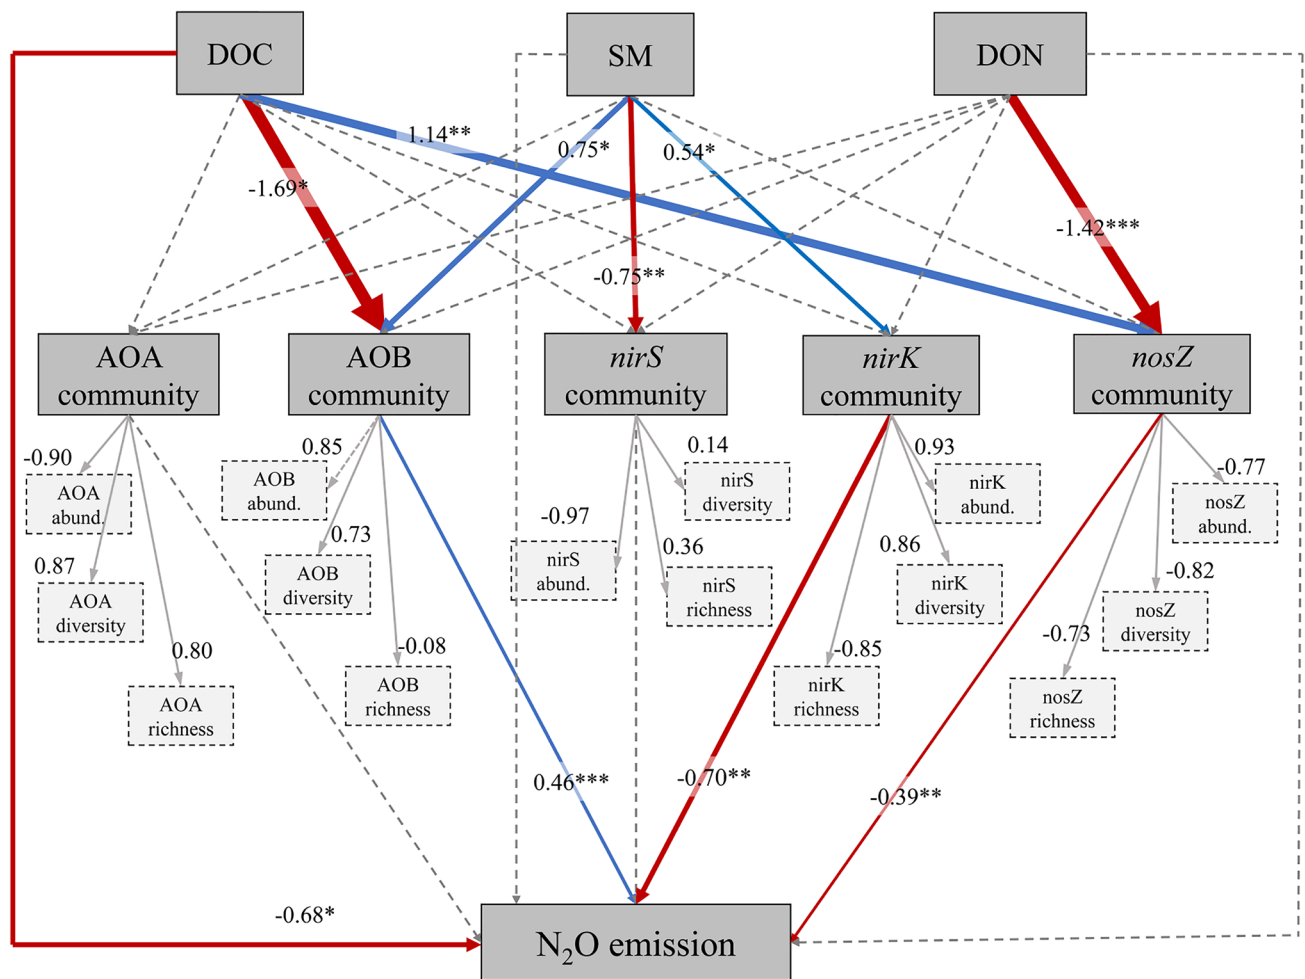 DOC
SM
DON
1.14**
0.75*
0.54*
-1.69*
-1.42***
-0.75**
AOA
community
AOB
community
nirS
community
nirK
community
nosZ
community
-0.90
AOA
abund.
0.87
AOA
diversity
0.80
AOA
richness
0.85
AOB
abund.
0.73
AOB
diversity
-0.08
AOB
richness
0.14
nirS
diversity
-0.97
nirS
abund.
0.36
nirS
richness
0.93
nirK
abund.
0.86
nirK
diversity
-0.85
nirK
richness
-0.77
nosZ
abund.
-0.82
nosZ
diversity
-0.73
nosZ
richness
0.46***
-0.70**
-0.39**
-0.68*
N₂O emission